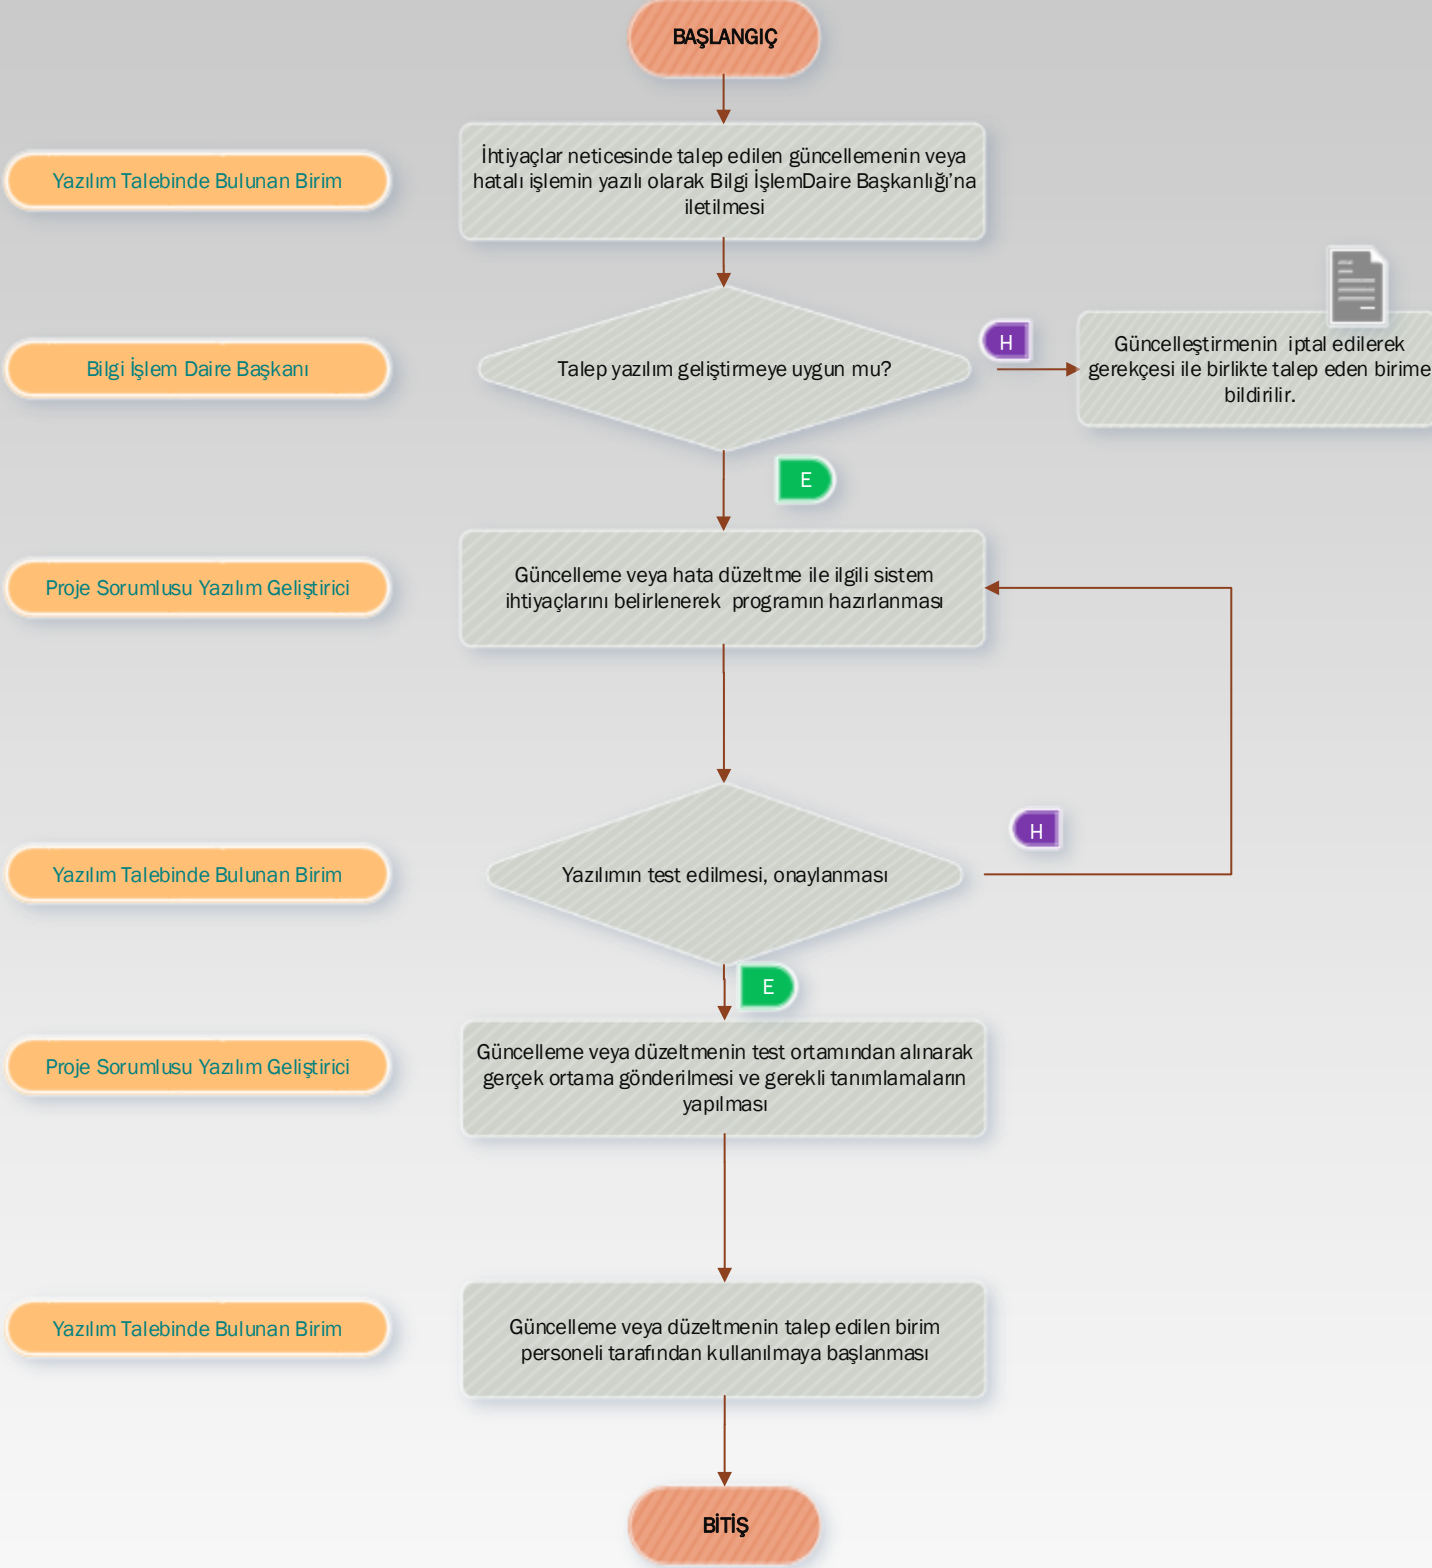 BAŞLANGIÇ
Yazılım Talebinde Bulunan Birim
İhtiyaçlar neticesinde talep edilen güncellemenin veya
hatalı işlemin yazılı olarak Bilgi İşlemDaire Başkanlığı’na
iletilmesi
Bilgi İşlem Daire Başkanı
Talep yazılım geliştirmeye uygun mu?
H
Güncelleştirmenin  iptal edilerek
gerekçesi ile birlikte talep eden birime
bildirilir.
E
Proje Sorumlusu Yazılım Geliştirici
Güncelleme veya hata düzeltme ile ilgili sistem
ihtiyaçlarını belirlenerek  programın hazırlanması
Yazılım Talebinde Bulunan Birim
Yazılımın test edilmesi, onaylanması
H
E
Proje Sorumlusu Yazılım Geliştirici
Güncelleme veya düzeltmenin test ortamından alınarak
gerçek ortama gönderilmesi ve gerekli tanımlamaların
yapılması
Yazılım Talebinde Bulunan Birim
Güncelleme veya düzeltmenin talep edilen birim
personeli tarafından kullanılmaya başlanması
BİTİŞ